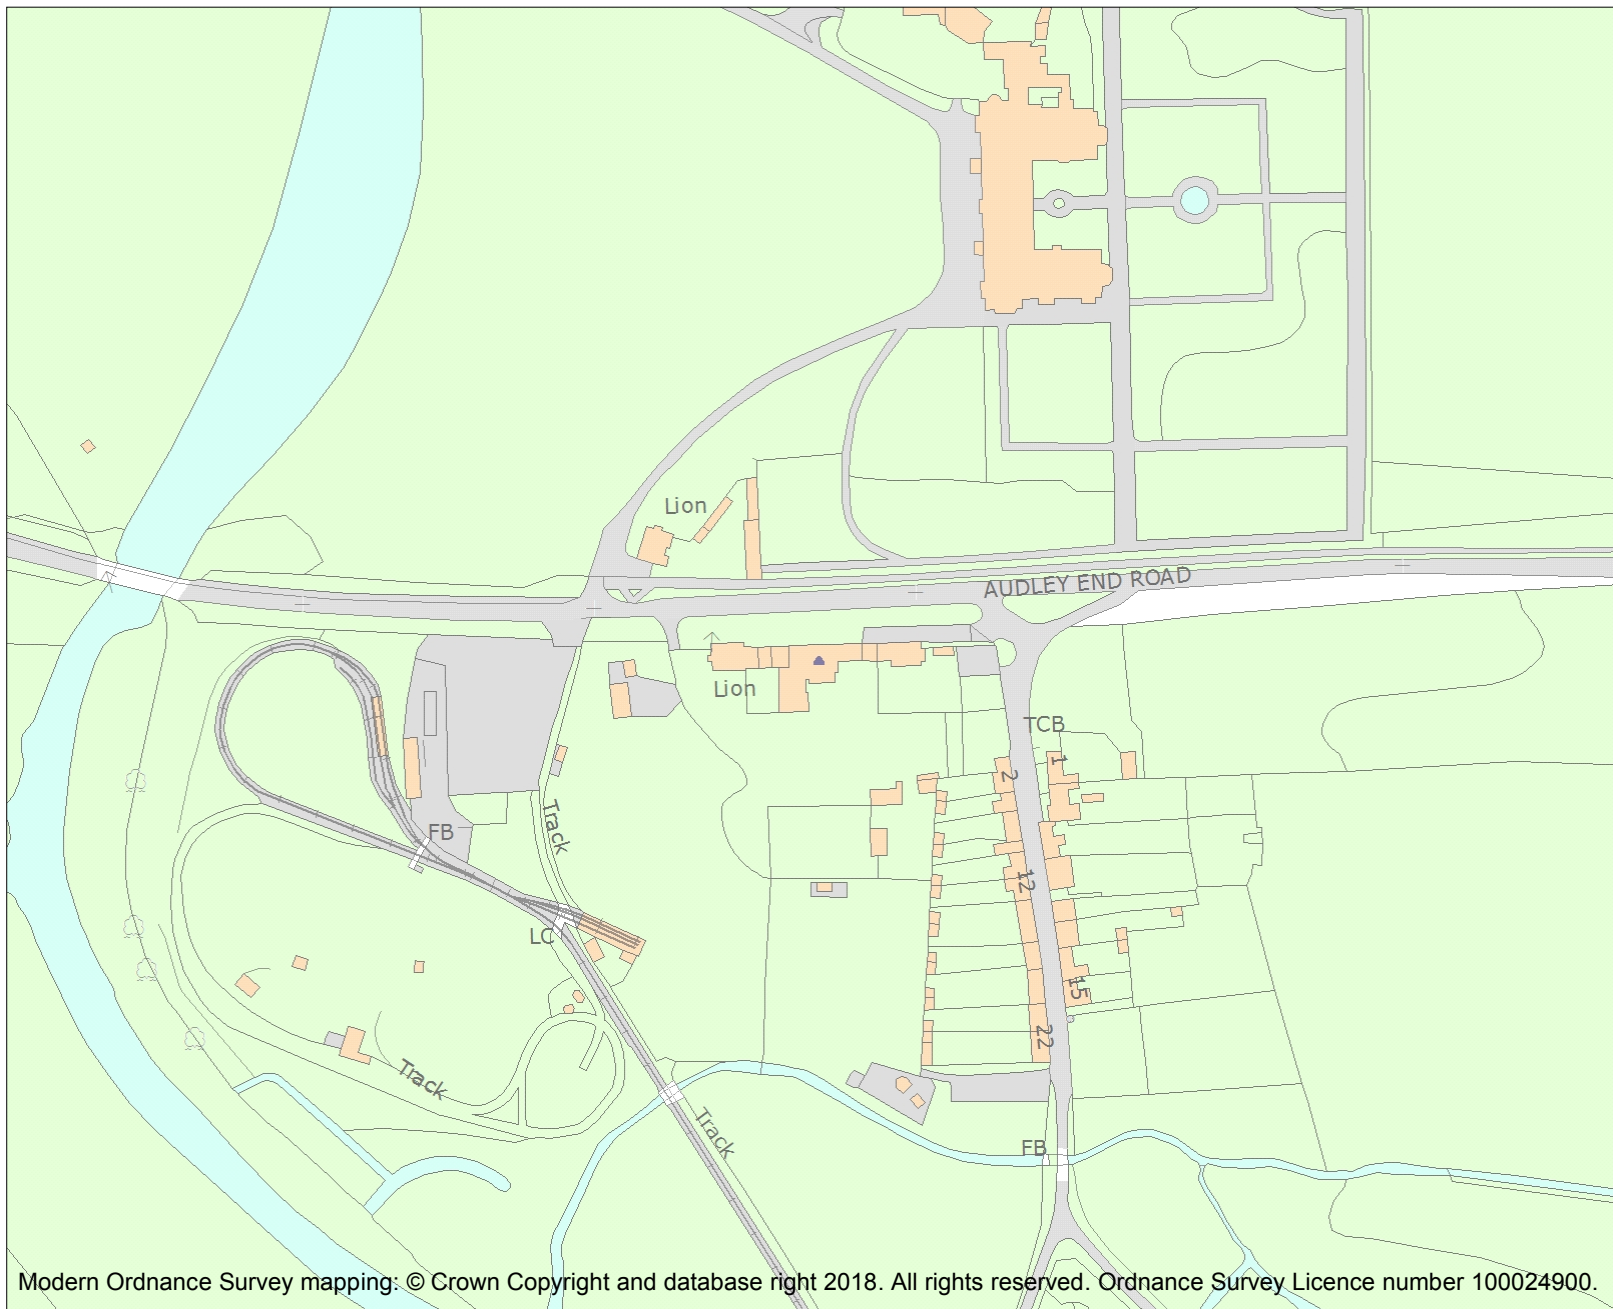 Lion
AUDLEY END ROAD
Lion
TCB
1
2
Track
FB
12
LC
15
22
Track
Track
FB
Modern Ordnance Survey mapping: © Crown Copyright and database right 2018. All rights reserved. Ordnance Survey Licence number 100024900.